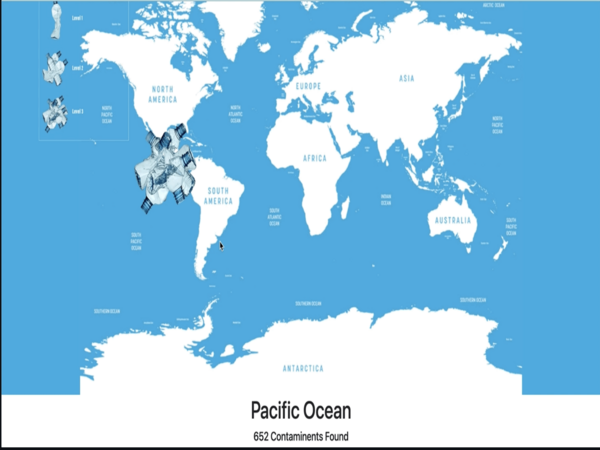 ARCTIC
OCEAN
Level 1
Level 2
Level 3
NORTH
AMERICA
EUROPE
ASIA
NORTH
PACIFIC
OCEAN
NORTH
ATLANTIC
OCEAN
NORTH
PACIFIC
OCEAN
AFRICA
SOUTH
AMERICA
INDIAN
OCEAN
SOUTH
ATLANTIC
OCEAN
AUSTRALIA
SOUTH
PACIFIC
OCEAN
SOUTH
PACIFIC
OCEAN
SOUTHERN OCEAN
SOUTHERN OCEAN
SOUTHERN OCEAN
ANTARCTICA
Pacific Ocean
652 Contaminents Found